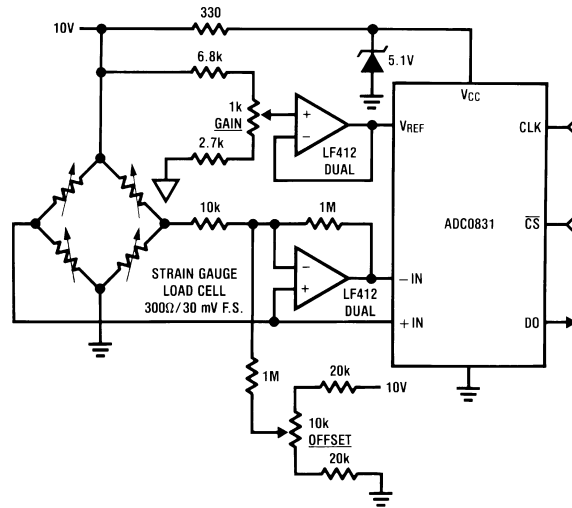 10V
330
5.1V
6.8k
1k
GAIN
2.7k
+
−
LF412
DUAL
VCC
VREF
CLK
ADC0831
CS
−IN
+IN
DO
10k
1M
−
+
LF412
DUAL
STRAIN GAUGE
LOAD CELL
300Ω/30 mV F.S.
1M
20k
10V
10k
OFFSET
20k